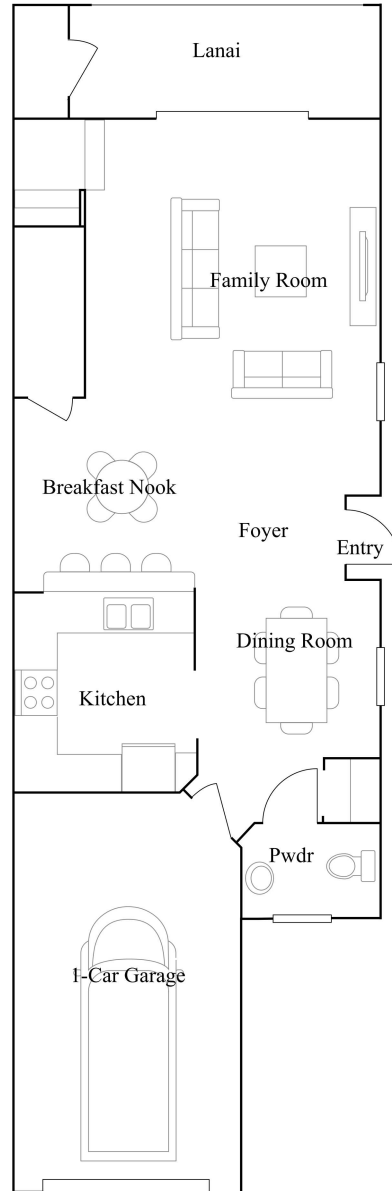 Lanai
Family Room
Breakfast Nook
Foyer
Entry
Dining Room
Kitchen
Pwdr
1-Car Garage